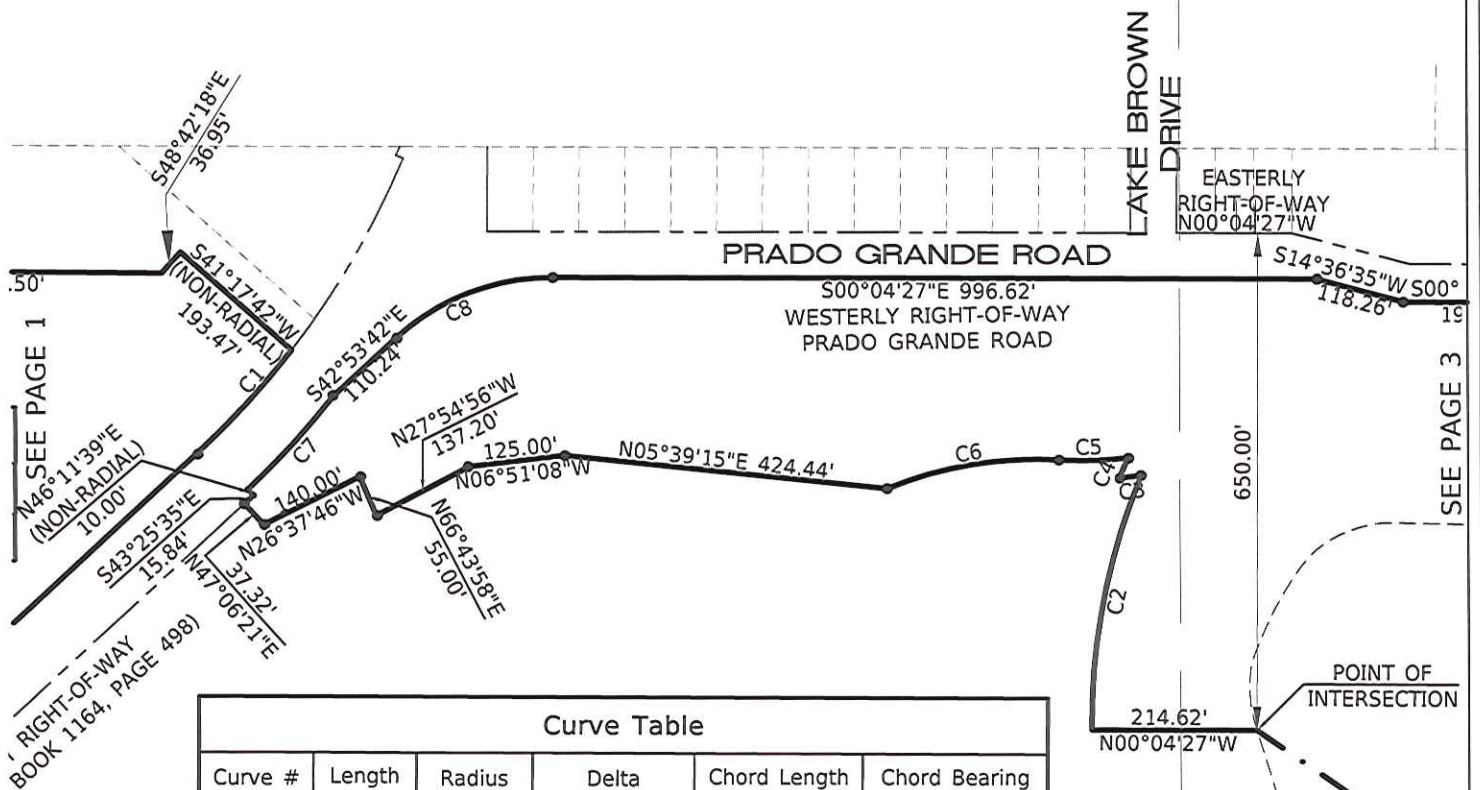 LAKE BROWN
DRIVE
S48°42'18"E
36.95'
EASTERLY
RIGHT-OF-WAY
N00°04'27"W
PRADO GRANDE ROAD
S14°36'35"W
118.26'
S00°
19
.50'
S41°17'42"W
(NON-RADIAL)
193.47'
C8
S00°04'27"E 996.62'
WESTERLY RIGHT-OF-WAY
PRADO GRANDE ROAD
SEE PAGE 1
C1
S42°53'42"E
110.24'
SEE PAGE 3
N27°54'56"W
137.20'
C7
125.00'
N06°51'08"W
N05°39'15"E 424.44'
C6
C5
C4
C3
650.00'
N46°11'39"E
(NON-RADIAL)
10.00'
S43°25'35"E
15.84'
140.00'
N26°37'46"W
N66°43'58"E
55.00'
N47°06'21"E
37.32'
C2
RIGHT-OF-WAY
BOOK 1164, PAGE 498)
POINT OF
INTERSECTION
214.62'
N00°04'27"W
Curve Table
Curve # Length Radius Delta Chord Length Chord Bearing